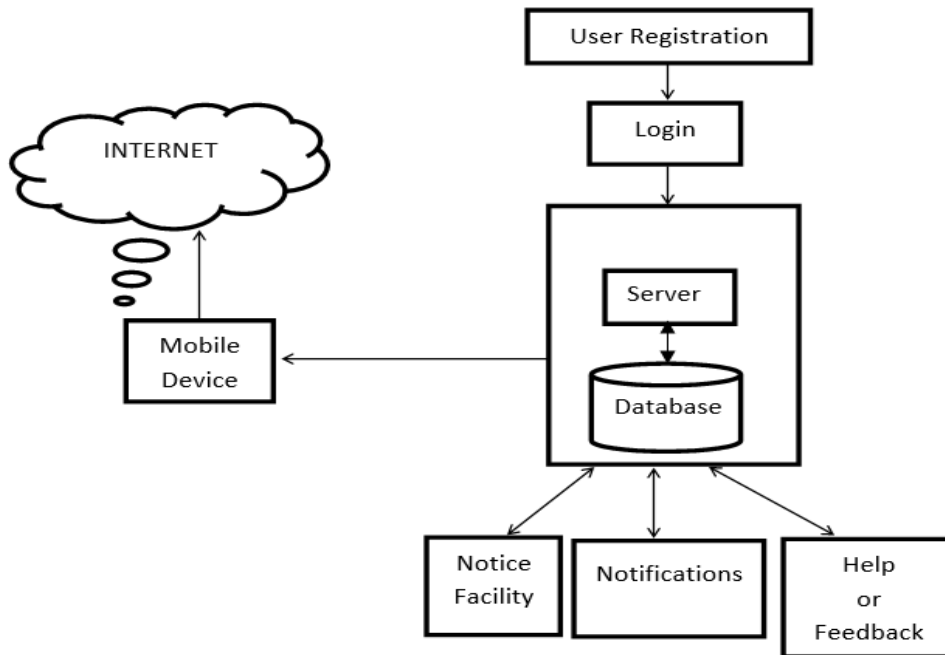 User Registration
Login
INTERNET
Server
Mobile
Device
Database
Notice
Facility
Notifications
Help
or
Feedback